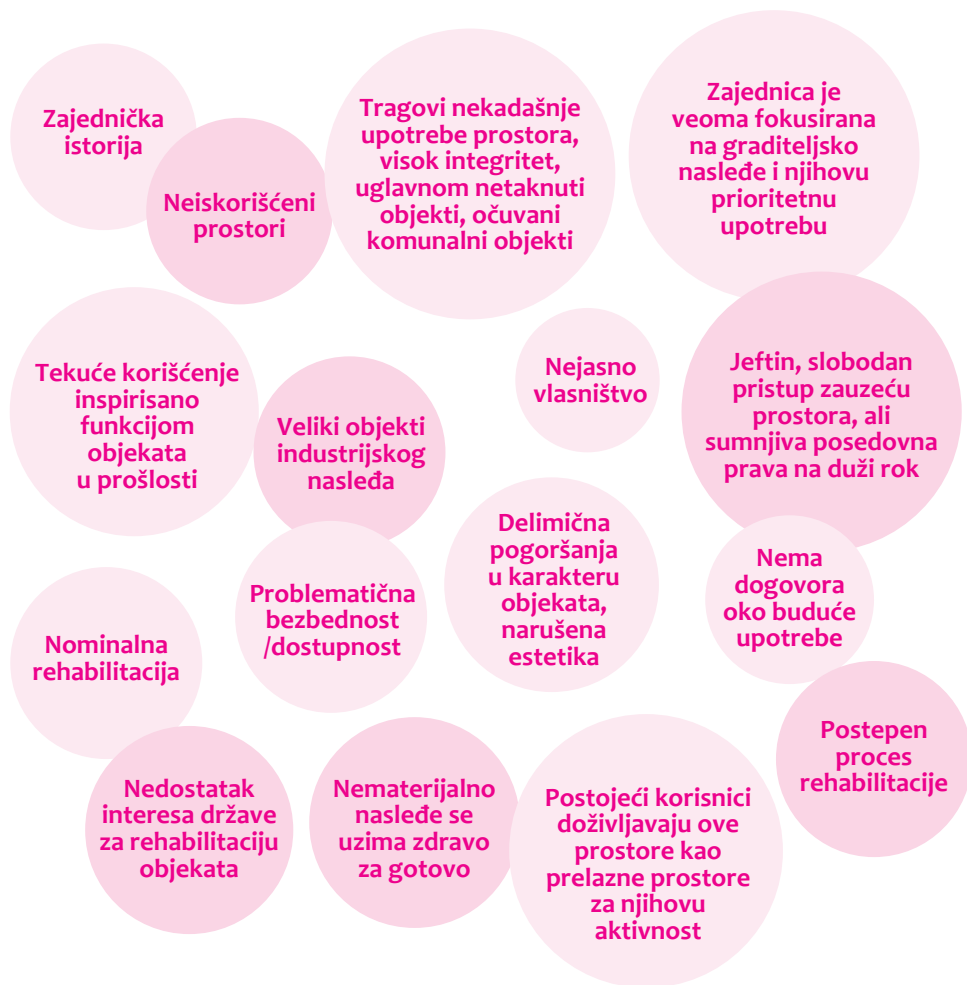 Zajednička
istorija
Neiskorišćeni
prostori
Tragovi nekadašnje
upotrebe prostora,
visok integritet,
uglavnom netaknuti
objekti, očuvani
komunalni objekti
Zajednica je
veoma fokusirana
na graditeljsko
nasleđe i njihovu
prioritetnu
upotrebu
Tekuće korišćenje
inspirisano
funkcijom
objekata
u prošlosti
Veliki objekti
industrijskog
nasleđa
Nejasno
vlasništvo
Jeftin, slobodan
pristup zauzeću
prostora, ali
sumnjiva posedovna
prava na duži rok
Nominalna
rehabilitacija
Problematična
bezbednost
/dostupnost
Delimična
pogoršanja
u karakteru
objekata,
narušena
estetika
Nema
dogovora
oko buduće
upotrebe
Nedostatak
interesa države
za rehabilitaciju
objekata
Nematerijalno
nasleđe se
uzima zdravo
za gotovo
Postojeći korisnici
doživljavaju ove
prostore kao
prelazne prostore
za njihovu
aktivnost
Postepen
proces
rehabilitacije